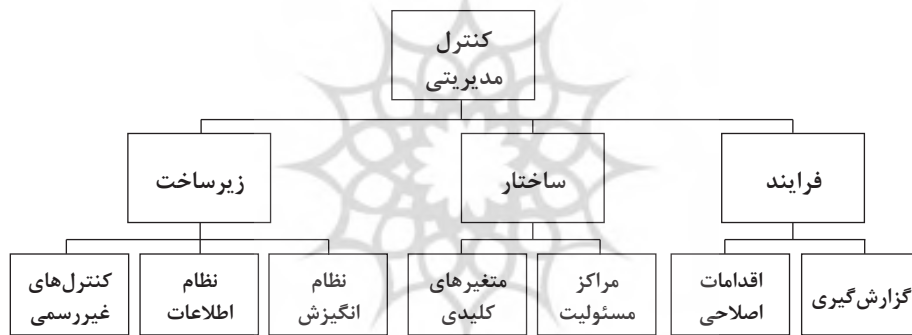 کنترل
مدیریتی
فرایند
ساختار
زیرساخت
گزارش‌گیری
اقدامات
اصلاحی
مراکز
مسئولیت
متغیرهای
کلیدی
نظام
انگیزش
نظام
اطلاعات
کنترل‌های
غیررسمی